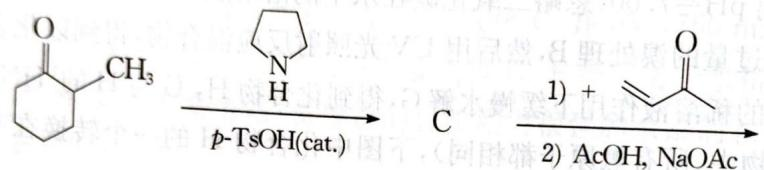 O
CH₃
N
H
p-TsOH(cat.)
C
1) +
O
2) AcOH, NaOAc